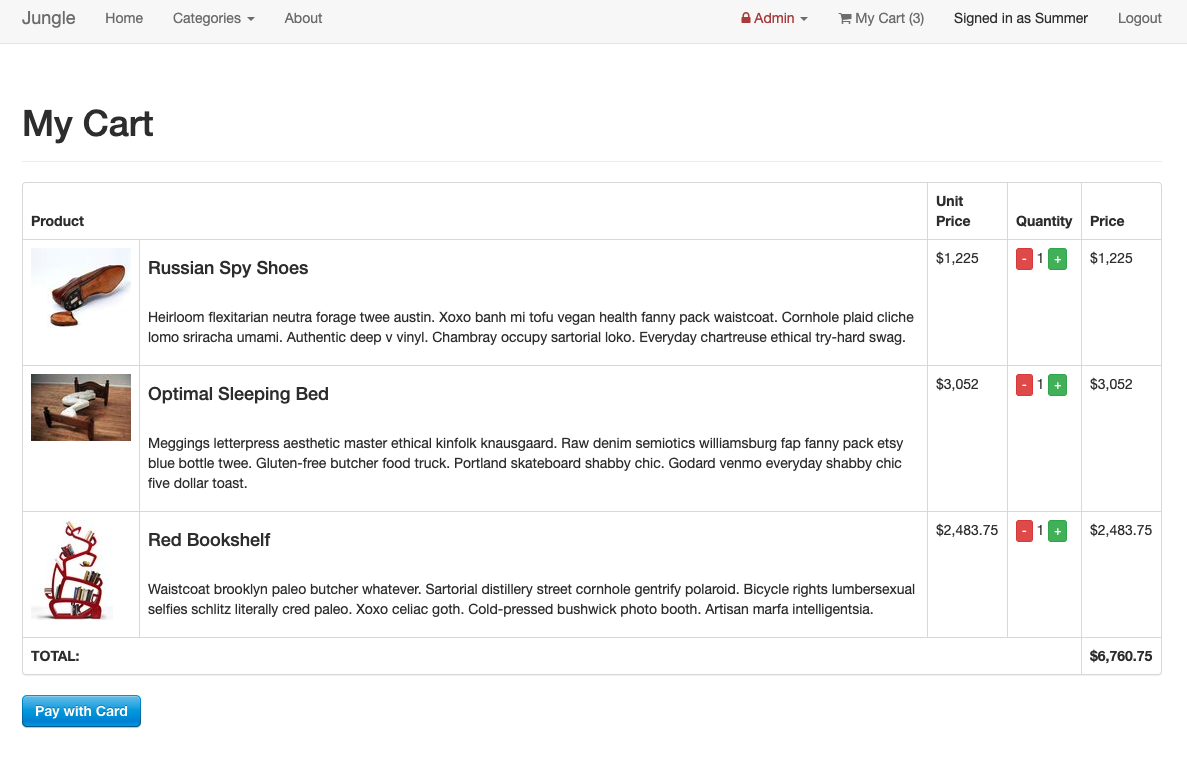 Jungle Home Categories About Admin My Cart (3) Signed in as Summer Logout
My Cart
Product Unit Price Quantity Price
Russian Spy Shoes $1,225 - 1 + $1,225
Heirloom flexitarian neutra forage twee austin. Xoxo banh mi tofu vegan health fanny pack waistcoat. Cornhole plaid cliche
lomo sriracha umami. Authentic deep v vinyl. Chambray occupy sartorial loko. Everyday chartreuse ethical try-hard swag.
Optimal Sleeping Bed $3,052 - 1 + $3,052
Meggings letterpress aesthetic master ethical kinfolk knausgaard. Raw denim semiotics williamsburg fap fanny pack etsy
blue bottle twee. Gluten-free butcher food truck. Portland skateboard shabby chic. Godard venmo everyday shabby chic
five dollar toast.
Red Bookshelf $2,483.75 - 1 + $2,483.75
Waistcoat brooklyn paleo butcher whatever. Sartorial distillery street cornhole gentrify polaroid. Bicycle rights lumbersexual
selfies schlitz literally cred paleo. Xoxo celiac goth. Cold-pressed bushwick photo booth. Artisan marfa intelligentsia.
TOTAL: $6,760.75
Pay with Card